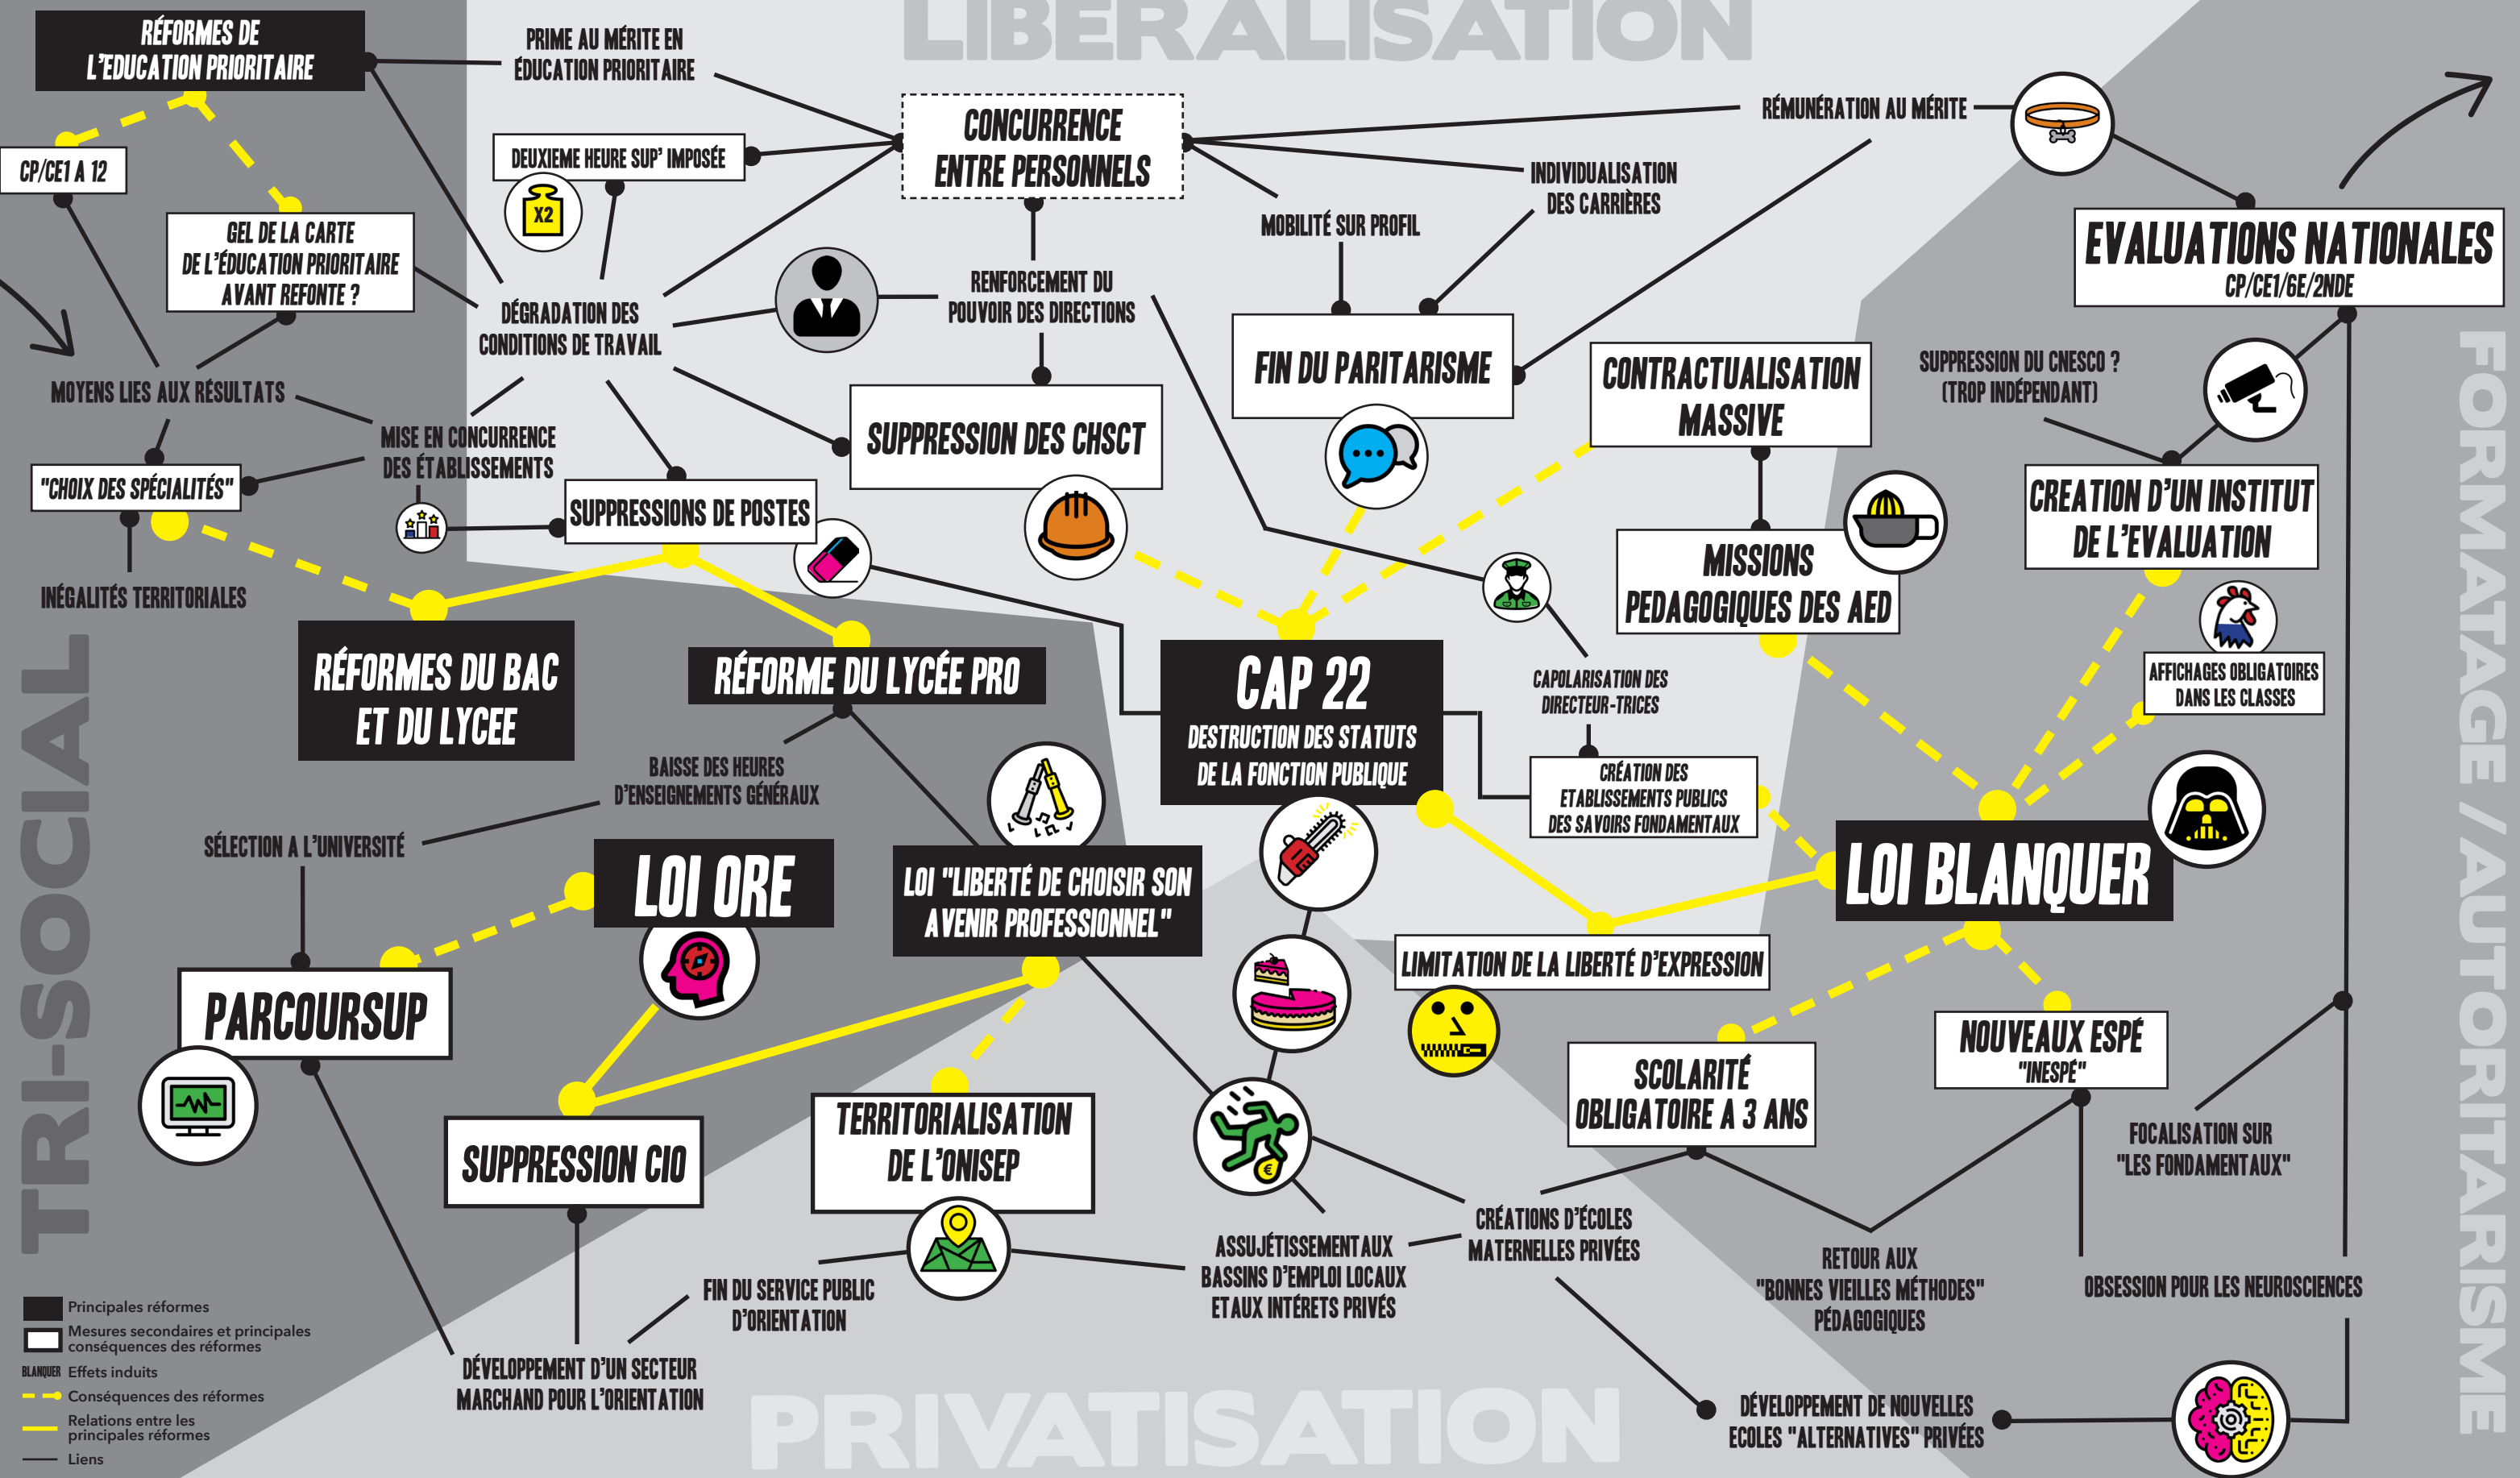 LIBERALISATION
RÉFORMES DE
L'EDUCATION PRIORITAIRE
PRIME AU MÉRITE EN
ÉDUCATION PRIORITAIRE
CONCURRENCE
ENTRE PERSONNELS
RÉMUNÉRATION AU MÉRITE
CP/CE1 A 12
DEUXIEME HEURE SUP' IMPOSÉE
X2
INDIVIDUALISATION
DES CARRIÈRES
MOBILITÉ SUR PROFIL
GEL DE LA CARTE
DE L'ÉDUCATION PRIORITAIRE
AVANT REFONTE ?
EVALUATIONS NATIONALES
CP/CE1/6E/2NDE
RENFORCEMENT DU
POUVOIR DES DIRECTIONS
DÉGRADATION DES
CONDITIONS DE TRAVAIL
FIN DU PARITARISME
CONTRACTUALISATION
MASSIVE
SUPPRESSION DU CNESCO ?
(TROP INDÉPENDANT)
MOYENS LIES AUX RÉSULTATS
MISE EN CONCURRENCE
DES ÉTABLISSEMENTS
SUPPRESSION DES CHSCT
"CHOIX DES SPÉCIALITÉS"
SUPPRESSIONS DE POSTES
CREATION D'UN INSTITUT
DE L'EVALUATION
MISSIONS
PEDAGOGIQUES DES AED
INÉGALITÉS TERRITORIALES
RÉFORMES DU BAC
ET DU LYCEE
RÉFORME DU LYCÉE PRO
CAP 22
DESTRUCTION DES STATUTS
DE LA FONCTION PUBLIQUE
CAPOLARISATION DES
DIRECTEUR-TRICES
AFFICHAGES OBLIGATOIRES
DANS LES CLASSES
BAISSE DES HEURES
D'ENSEIGNEMENTS GÉNÉRAUX
CRÉATION DES
ETABLISSEMENTS PUBLICS
DES SAVOIRS FONDAMENTAUX
SÉLECTION A L'UNIVERSITÉ
LOI ORE
LOI "LIBERTÉ DE CHOISIR SON
AVENIR PROFESSIONNEL"
LOI BLANQUER
LIMITATION DE LA LIBERTÉ D'EXPRESSION
PARCOURSUP
NOUVEAUX ESPÉ
"INESPÉ"
SCOLARITÉ
OBLIGATOIRE A 3 ANS
TERRITORIALISATION
DE L'ONISEP
SUPPRESSION CIO
€
FOCALISATION SUR
"LES FONDAMENTAUX"
CRÉATIONS D'ÉCOLES
MATERNELLES PRIVÉES
ASSUJÉTISSEMENTAUX
BASSINS D'EMPLOI LOCAUX
ETAUX INTÉRETS PRIVÉS
RETOUR AUX
"BONNES VIEILLES MÉTHODES"
PÉDAGOGIQUES
OBSESSION POUR LES NEUROSCIENCES
FIN DU SERVICE PUBLIC
D'ORIENTATION
DÉVELOPPEMENT D'UN SECTEUR
MARCHAND POUR L'ORIENTATION
DÉVELOPPEMENT DE NOUVELLES
ECOLES "ALTERNATIVES" PRIVÉES
TRI-SOCIAL
FORMATAGE / AUTORITARISME
PRIVATISATION
Principales réformes
Mesures secondaires et principales
conséquences des réformes
BLANQUER Effets induits
Conséquences des réformes
Relations entre les
principales réformes
Liens